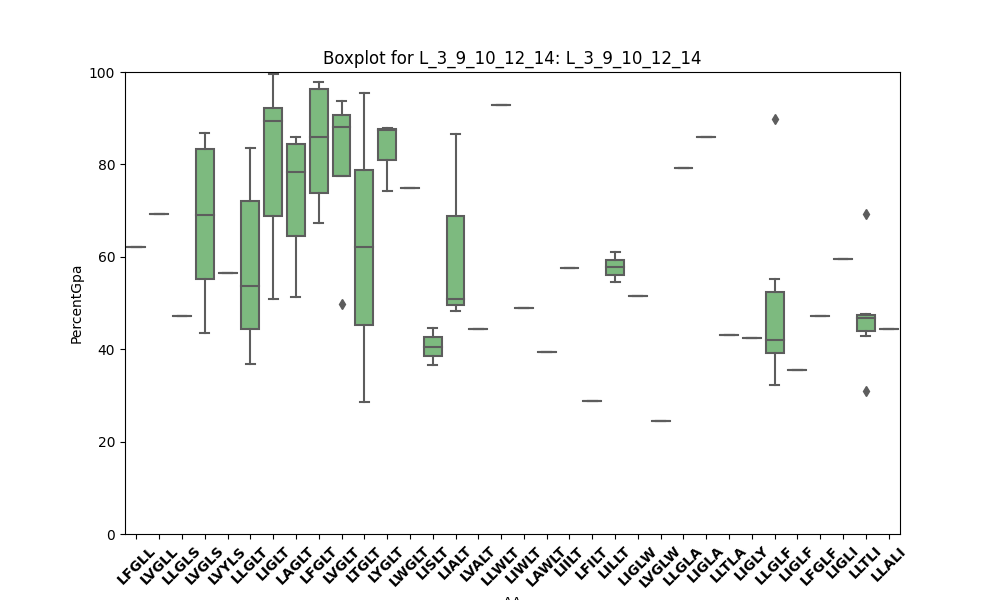 Boxplot for L_3_9_10_12_14: L_3_9_10_12_14
100
80
60
40
20
0
PercentGpa
LFGLL LVGLL LLGLS LVGLS LVYLS LLGLT LIGLT LAGLT LFGLT LVGLT LTGLT LYGLT LWGLT LISLT LIALT LVALT LLWLT LIWLT LAWLT LIILT LFILT LILLT LIGLW LVGLW LLGLA LIGLA LLTLA LIGLY LLGLF LIGLF LFGLF LIGLI LLTLI LLALI